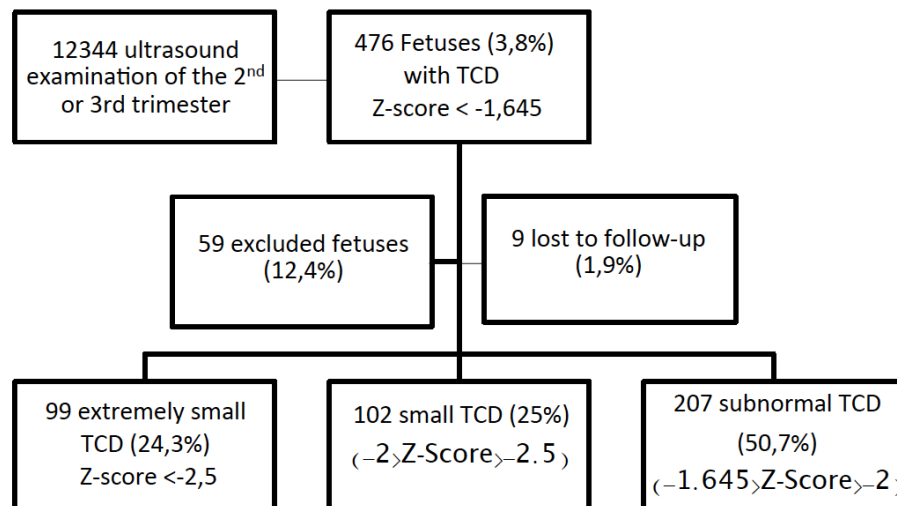 12344 ultrasound
examination of the 2nd
or 3rd trimester
476 Fetuses (3,8%)
with TCD
Z-score < -1,645
59 excluded fetuses
(12,4%)
9 lost to follow-up
(1,9%)
99 extremely small
TCD (24,3%)
Z-score <-2,5
102 small TCD (25%)
(-2>Z-Score>-2.5)
207 subnormal TCD
(50,7%)
(-1.645>Z-Score>-2)